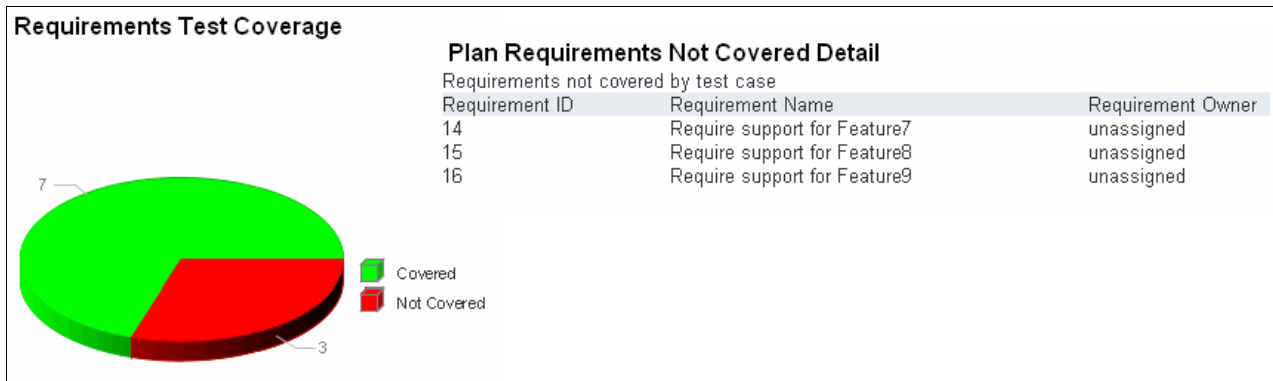 Requirements Test Coverage
Plan Requirements Not Covered Detail
Requirements not covered by test case
Requirement ID Requirement Name Requirement Owner
14 Require support for Feature7 unassigned
15 Require support for Feature8 unassigned
16 Require support for Feature9 unassigned
7
Covered
Not Covered
3